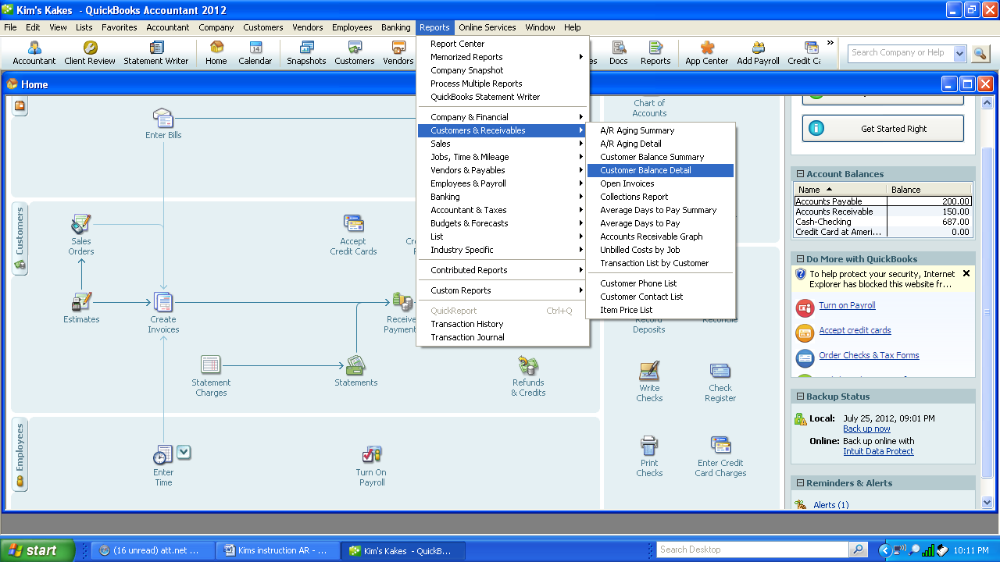 Kim's Kakes - QuickBooks Accountant 2012
File Edit View Lists Favorites Accountant Company Customers Vendors Employees Banking Reports Online Services Window Help
Accountant Client Review Statement Writer Home Calendar Snapshots Customers Vendors Docs Reports App Center Add Payroll Credit Ca »
Search Company or Help
Home
Enter Bills
Customers
Sales
Orders
Accept
Credit Cards
Estimates
Create
Invoices
Receive
Payment
Statement
Charges
Statements
Refunds
& Credits
Employees
Enter
Time
Turn On
Payroll
Report Center
Memorized Reports
Company Snapshot
Process Multiple Reports
QuickBooks Statement Writer
Company & Financial
Customers & Receivables
Sales
Jobs, Time & Mileage
Vendors & Payables
Employees & Payroll
Banking
Accountant & Taxes
Budgets & Forecasts
List
Industry Specific
Contributed Reports
Custom Reports
QuickReport Ctrl+Q
Transaction History
Transaction Journal
A/R Aging Summary
A/R Aging Detail
Customer Balance Summary
Customer Balance Detail
Open Invoices
Collections Report
Average Days to Pay Summary
Average Days to Pay
Accounts Receivable Graph
Unbilled Costs by Job
Transaction List by Customer
Customer Phone List
Customer Contact List
Item Price List
Chart of
Accounts
Record
Deposits
Reconcile
Write
Checks
Check
Register
Print
Checks
Enter Credit
Card Charges
Get Started Right
Account Balances
Name Balance
Accounts Payable 200.00
Accounts Receivable 150.00
Cash-Checking 687.00
Credit Card at Ameri... 0.00
Do More with QuickBooks
To help protect your security, Internet
Explorer has blocked this website fr...
Turn on Payroll
Accept credit cards
Order Checks & Tax Forms
Backup Status
Local: July 25, 2012, 09:01 PM
Back up now
Online: Back up online with
Intuit Data Protect
Reminders & Alerts
Alerts (1)
start
(16 unread) att.net ...
Kims instruction AR - ...
Kim's Kakes - QuickB...
Search Desktop
10:11 PM